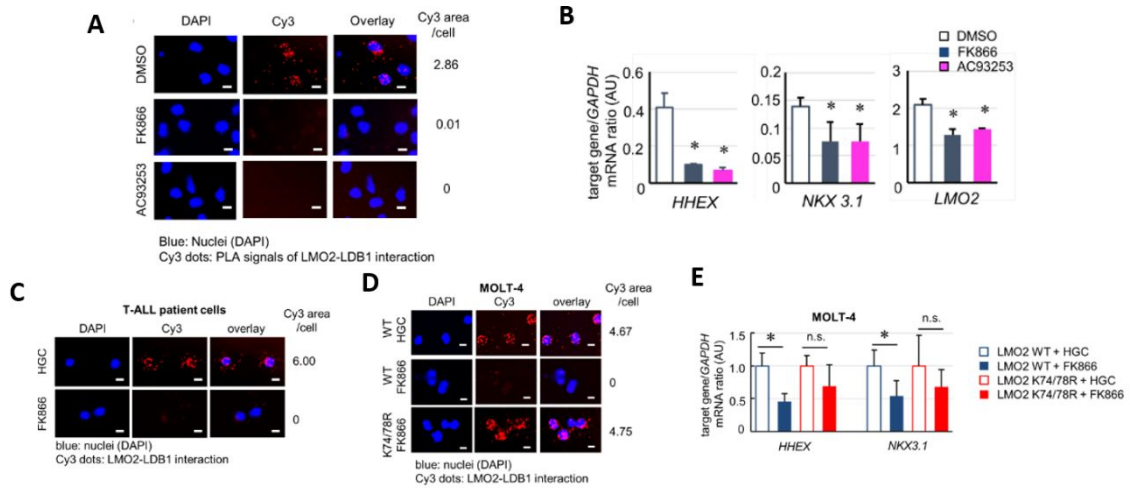 A
DAPI Cy3 Overlay Cy3 area /cell
DMSO 2.86
FK866 0.01
AC93253 0
Blue: Nuclei (DAPI)
Cy3 dots: PLA signals of LMO2-LDB1 interaction
B
DMSO
FK866
AC93253
target gene/GAPDH
mRNA ratio (AU)
0.6
0.4
0.2
0
* *
HHEX
0.2
0.15
0.1
0.05
0
* *
NKX 3.1
3
2
1
0
* *
LMO2
C
T-ALL patient cells
DAPI Cy3 overlay Cy3 area /cell
HGC 6.00
FK866 0
blue: nuclei (DAPI)
Cy3 dots: LMO2-LDB1 interaction
D
MOLT-4
DAPI Cy3 overlay Cy3 area /cell
WT HGC 4.67
WT FK866 0
K74/78R FK866 4.75
blue: nuclei (DAPI)
Cy3 dots: LMO2-LDB1 interaction
E
MOLT-4
target gene/GAPDH
mRNA ratio (AU)
1.5
1.0
0.5
0
* n.s. * n.s.
HHEX NKX3.1
LMO2 WT + HGC
LMO2 WT + FK866
LMO2 K74/78R + HGC
LMO2 K74/78R + FK866